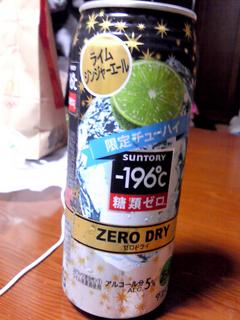 ライム
ジンジャーエール
限定チューハイ
SUNTORY
-196℃
糖類ゼロ
ZERO DRY
ゼロドライ
アルコール分5%
ALC.